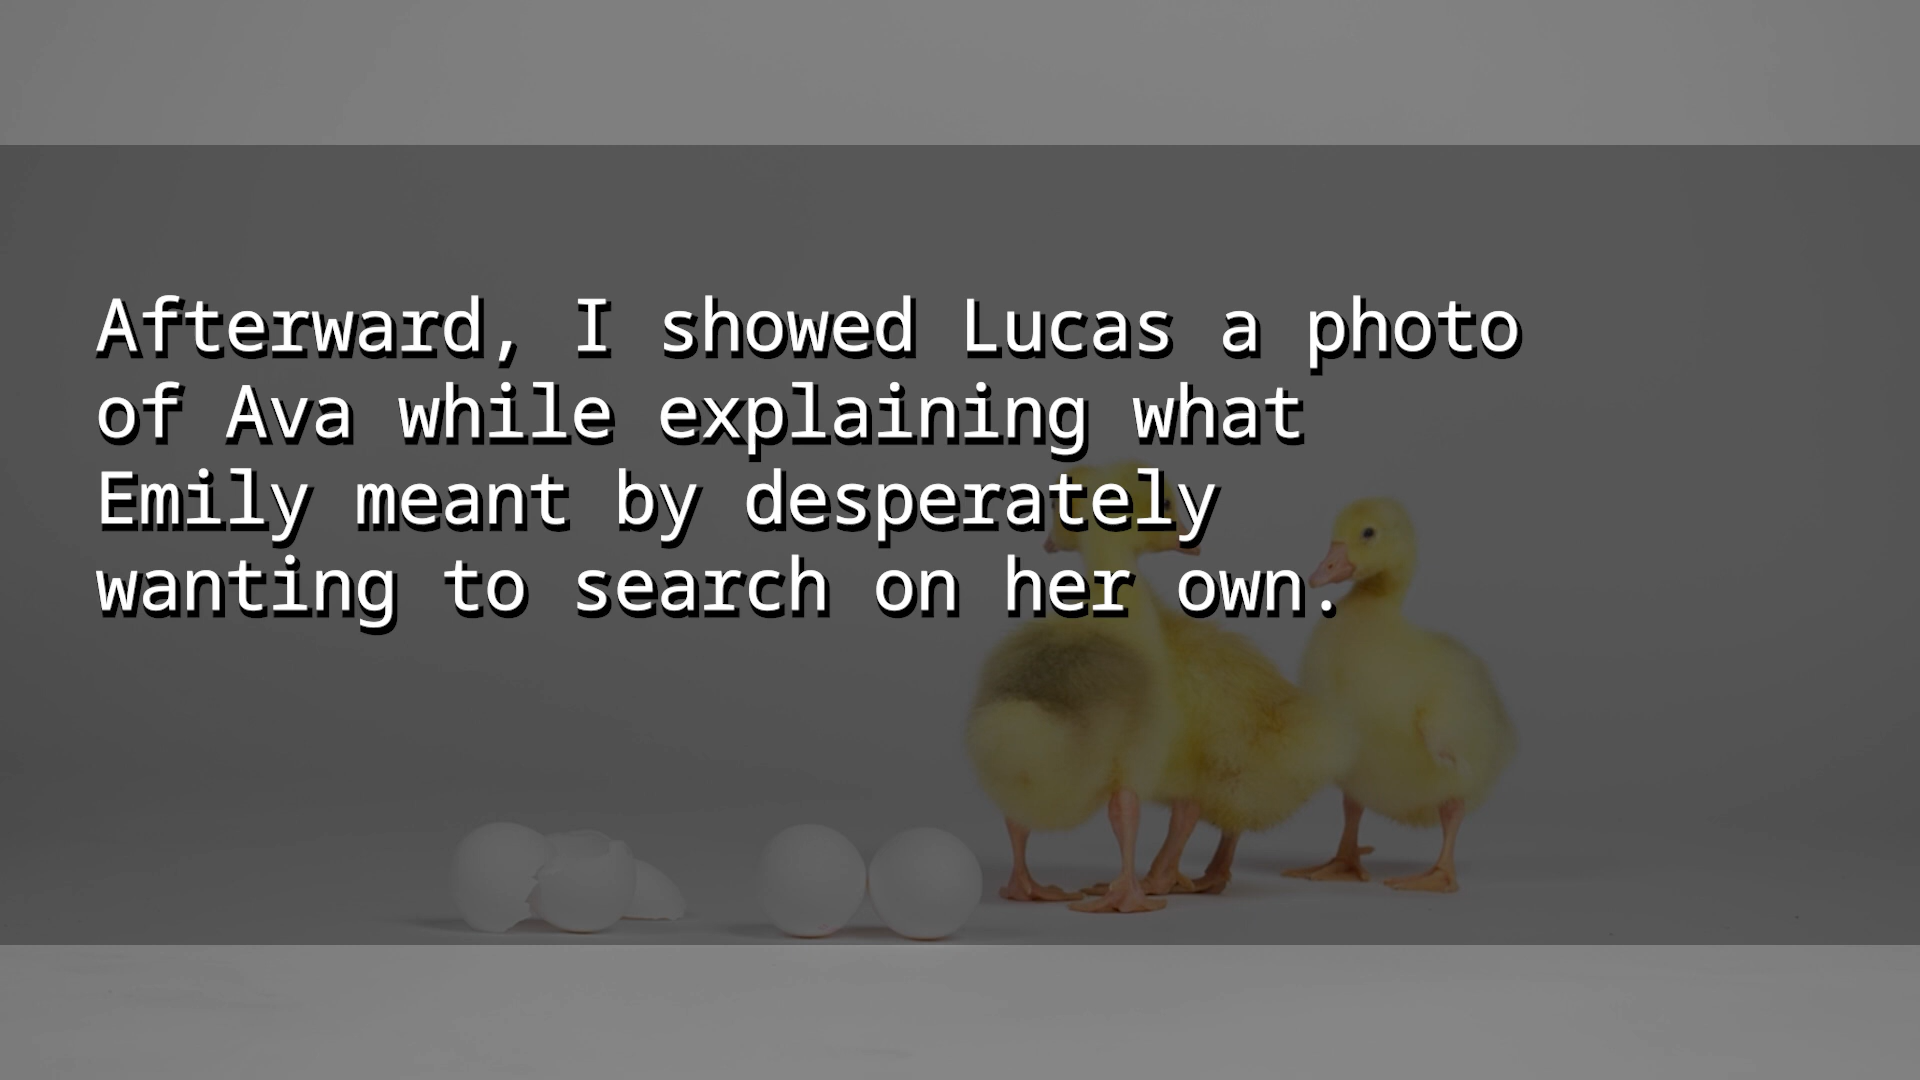 Afterward, I showed Lucas a photo
of Ava while explaining what
Emily meant by desperately
wanting to search on her own.